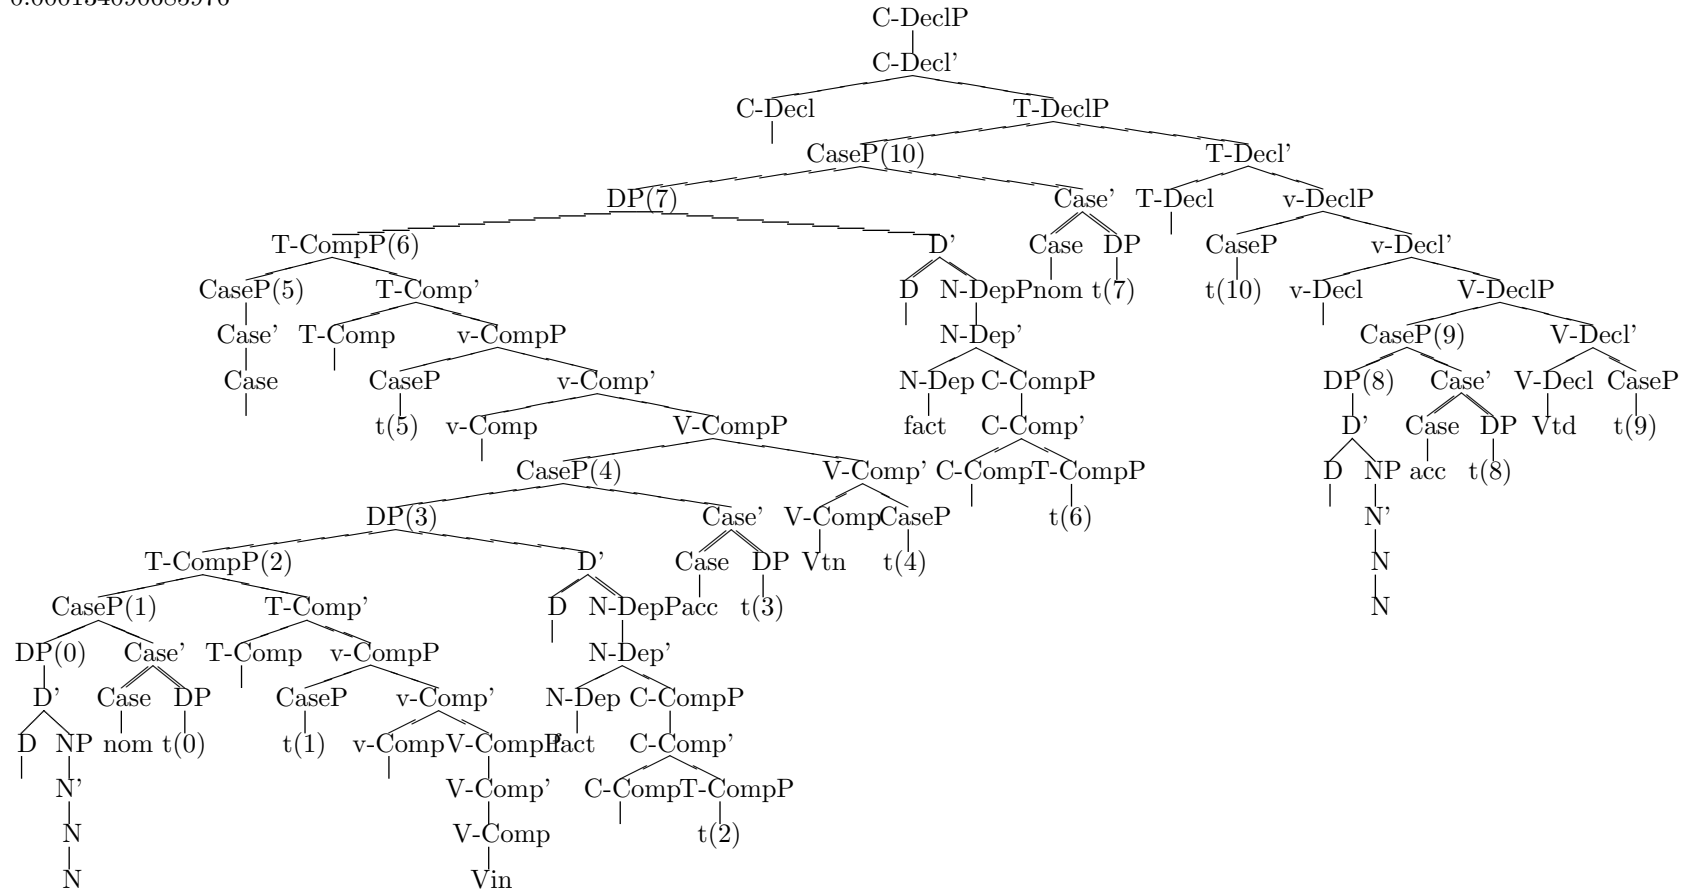 C-DeclP
C-Decl’
C-Decl T-DeclP
CaseP(10) T-Decl’
DP(7) Case’ T-Decl v-DeclP
T-CompP(6) D’ Case DP CaseP v-Decl’
CaseP(5) T-Comp’ D N-DepP nom t(7) t(10) v-Decl V-DeclP
Case’ T-Comp v-CompP N-Dep’ CaseP(9) V-Decl’
Case CaseP v-Comp’ N-Dep C-CompP DP(8) Case’ V-Decl CaseP
t(5) v-Comp V-CompP fact C-Comp’ D’ Case DP Vtd t(9)
CaseP(4) V-Comp’ C-Comp T-CompP D NP acc t(8)
DP(3) Case’ V-Comp CaseP t(6) N’
T-CompP(2) D’ Case DP Vtn t(4) N
CaseP(1) T-Comp’ D N-DepP acc t(3) N
DP(0) Case’ T-Comp v-CompP N-Dep’
D’ Case DP CaseP v-Comp’ N-Dep C-CompP
D NP nom t(0) t(1) v-Comp V-CompP fact C-Comp’
N’ V-Comp’ C-Comp T-CompP
N V-Comp t(2)
N Vin